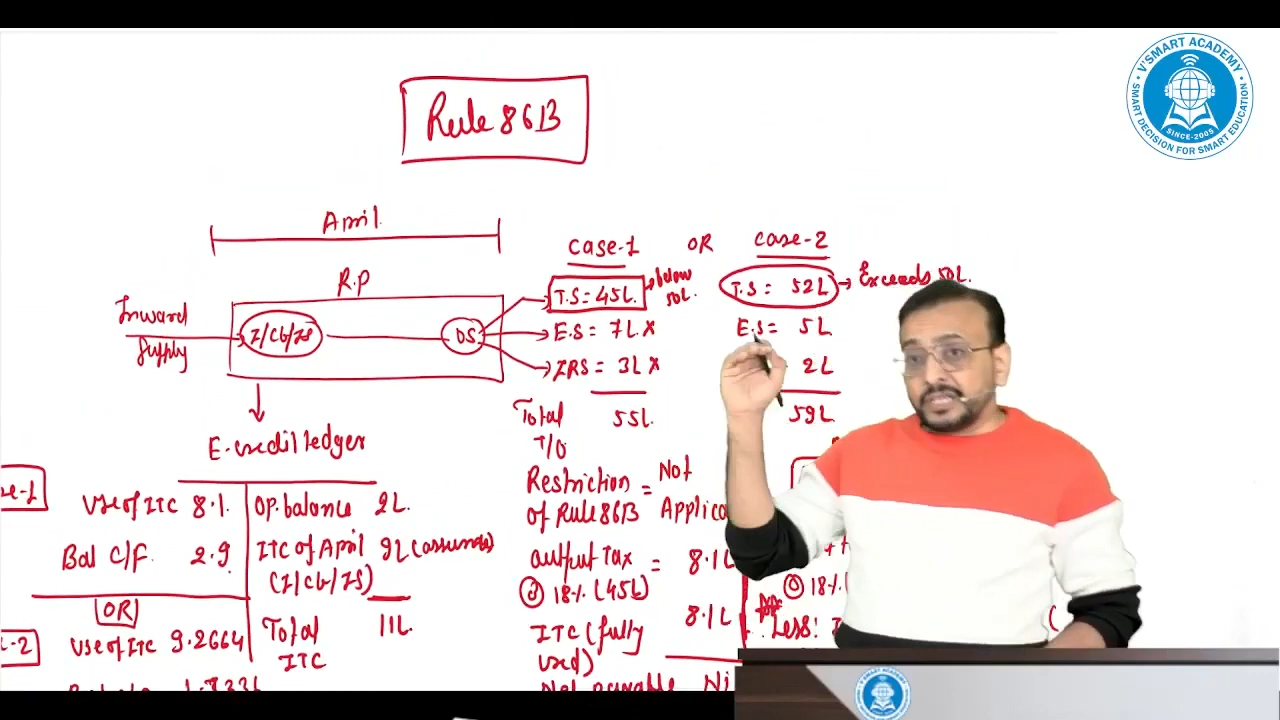 Rule 86B
V'SMART ACADEMY
SMART DECISION FOR SMART EDUCATION
SINCE-2005
April
R.P
Inward
Supply
I/CG/IS
OS
E-credit ledger
Use of ITC 8.1
Bal C/F. 2.9
(OR)
Use of ITC 9.2664
Op. balance 2L.
ITC of April 9L (assumed)
(I/CG/IS)
Total 11L.
ITC
Case-1
T.S = 45L.
below
50L.
E.S = 7L x
ZRS = 3L x
Total 55L.
T/O
Restriction = Not
of Rule 86B Applica
Output Tax = 8.1L
@ 18% (45L)
ITC (fully 8.1L
used)
Net payable Ni
OR
Case-2
T.S = 52L
Exceeds 50L.
E.S = 5L
2L
59L
@ 18%
Less: